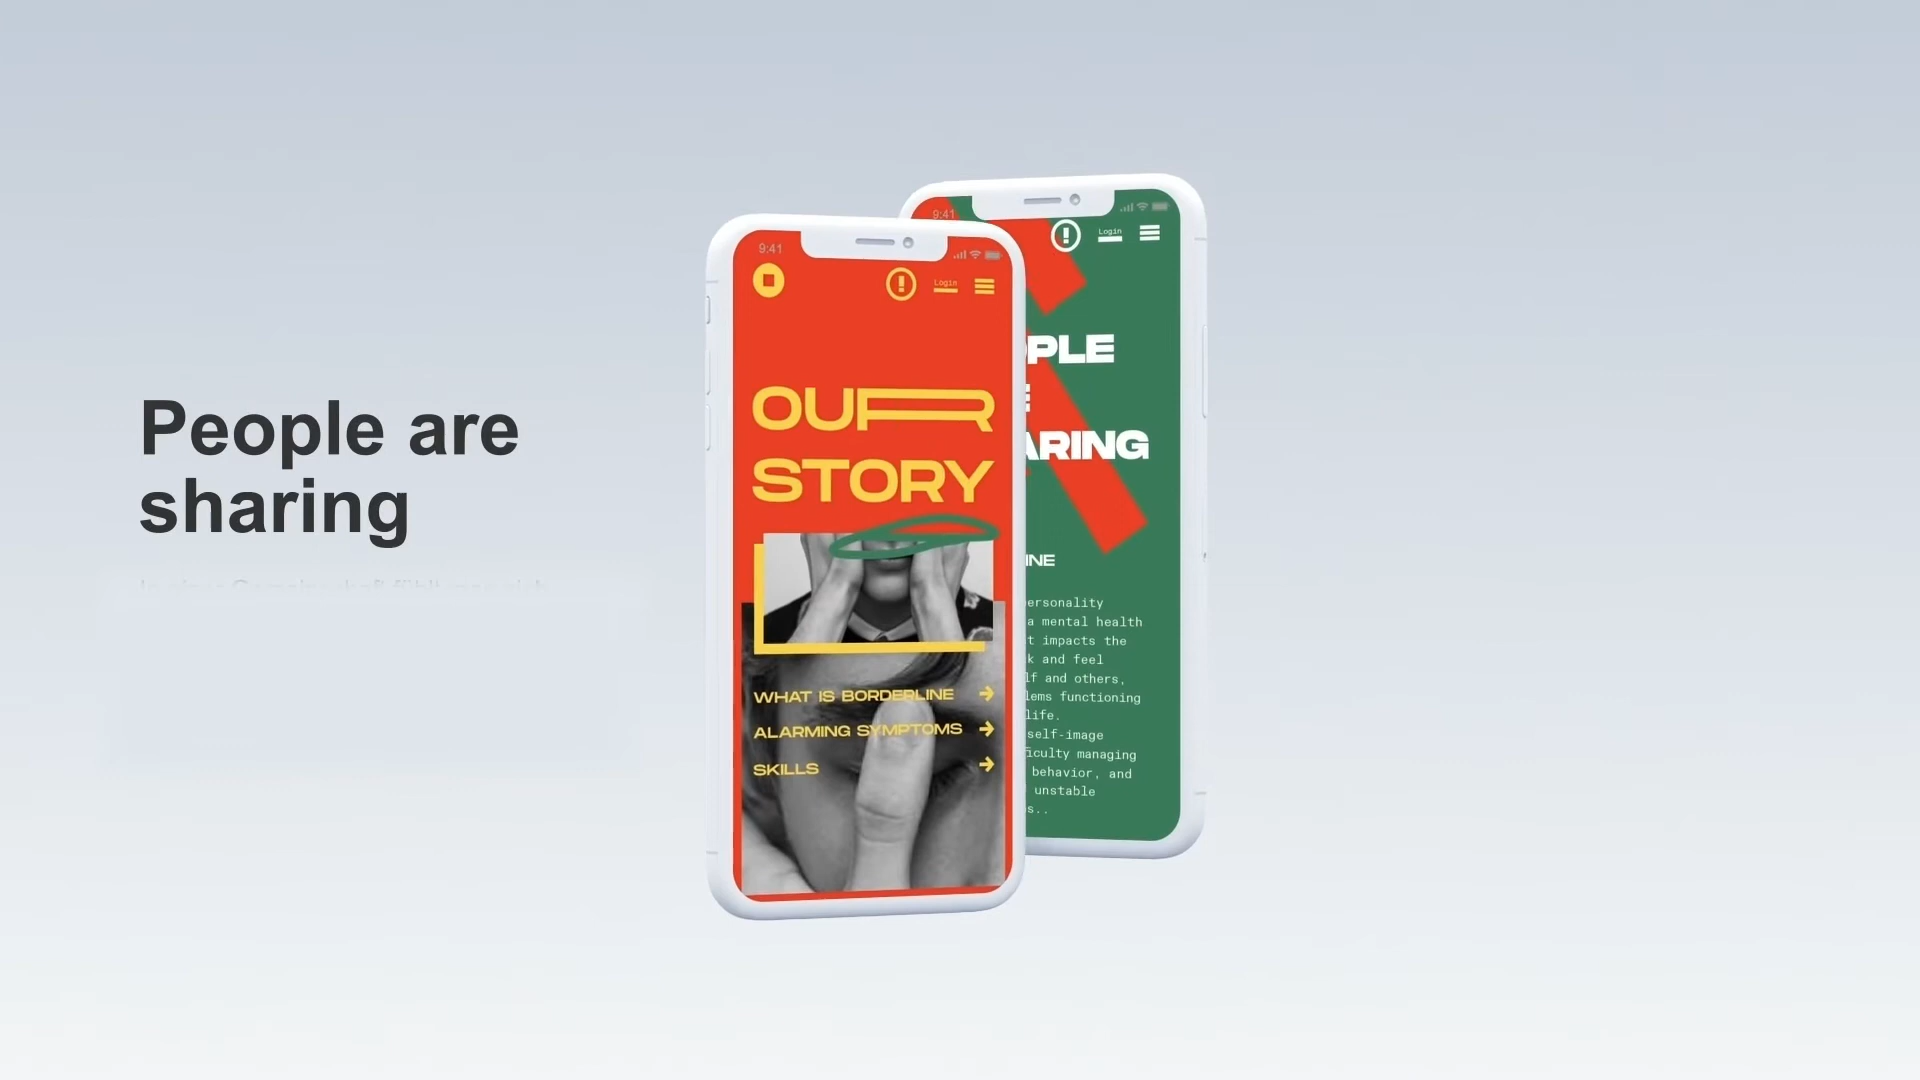 People are
sharing
9:41
Login
OUR
STORY
WHAT IS BORDERLINE
ALARMING SYMPTOMS
SKILLS
9:41
Login
PLE
ARING
INE
ersonality
a mental health
t impacts the
k and feel
lf and others,
lems functioning
life.
self-image
ficulty managing
behavior, and
unstable
s..